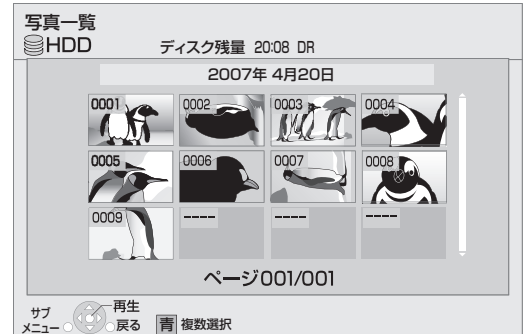 写真一覧
HDD ディスク残量 20:08 DR
2007年 4月20日
0001 0002 0003 0004
0005 0006 0007 0008
0009 ---- ---- ----
ページ001/001
サブ 再生
メニュー 戻る 青 複数選択